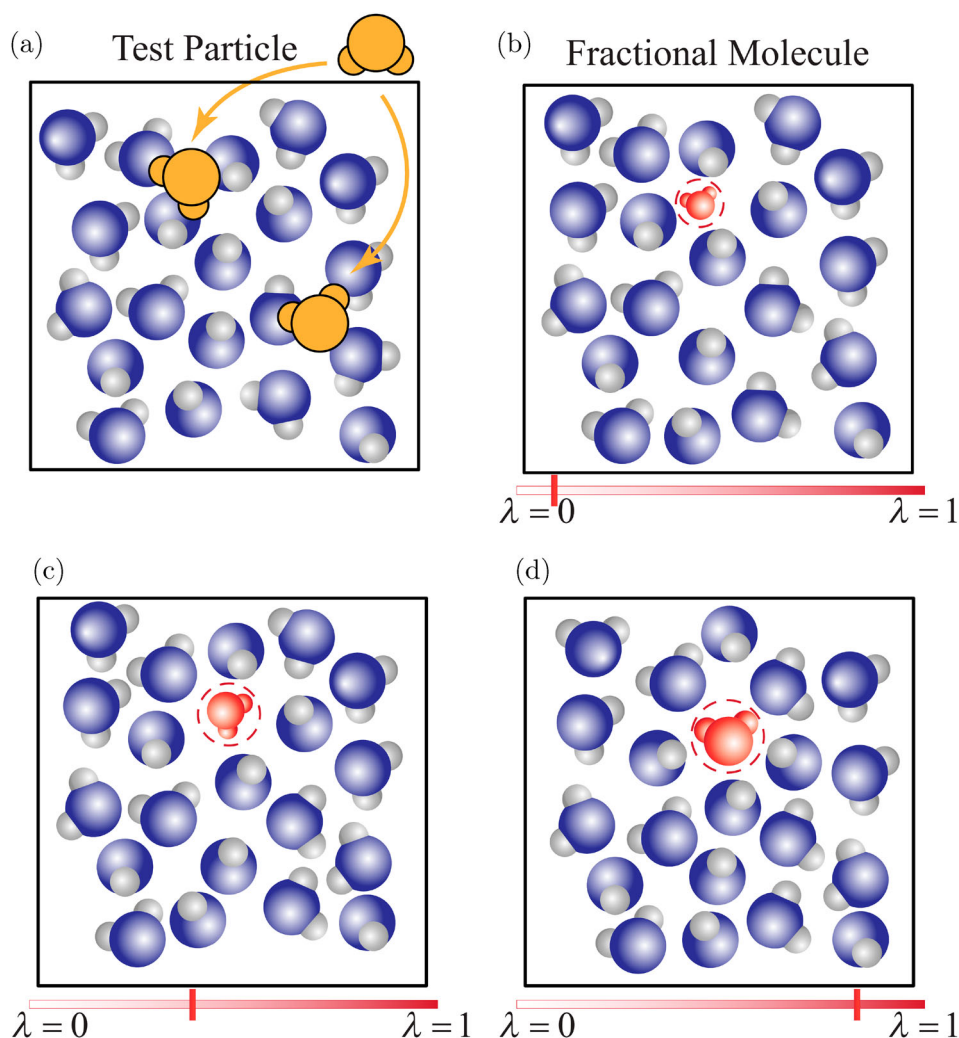 (a) Test Particle
(b) Fractional Molecule
λ = 0 λ = 1
(c)
(d)
λ = 0 λ = 1
λ = 0 λ = 1